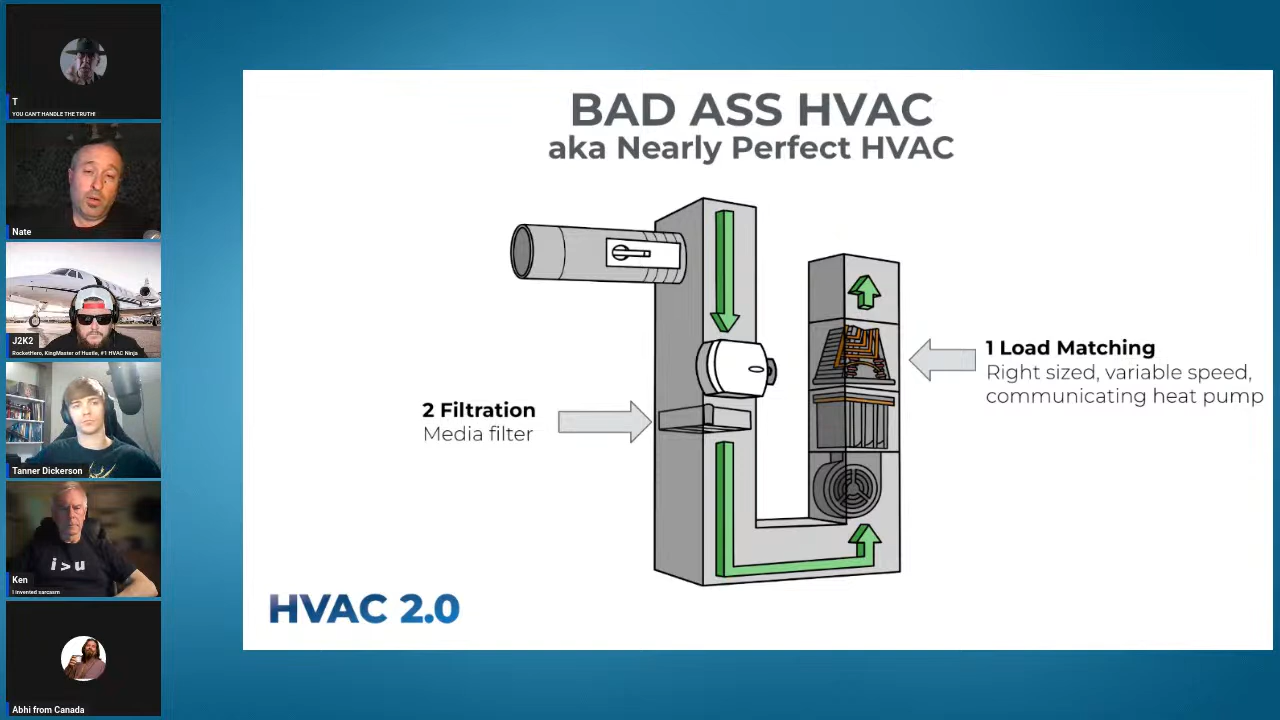 T
YOU CAN'T HANDLE THE TRUTH!
Nate
J2K2
RocketHero, KingMaster of Hustle, #1 HVAC Ninja
Tanner Dickerson
i > u
Ken
I invented sarcasm
Abhi from Canada
BAD ASS HVAC
aka Nearly Perfect HVAC
1 Load Matching
Right sized, variable speed,
communicating heat pump
2 Filtration
Media filter
HVAC 2.0